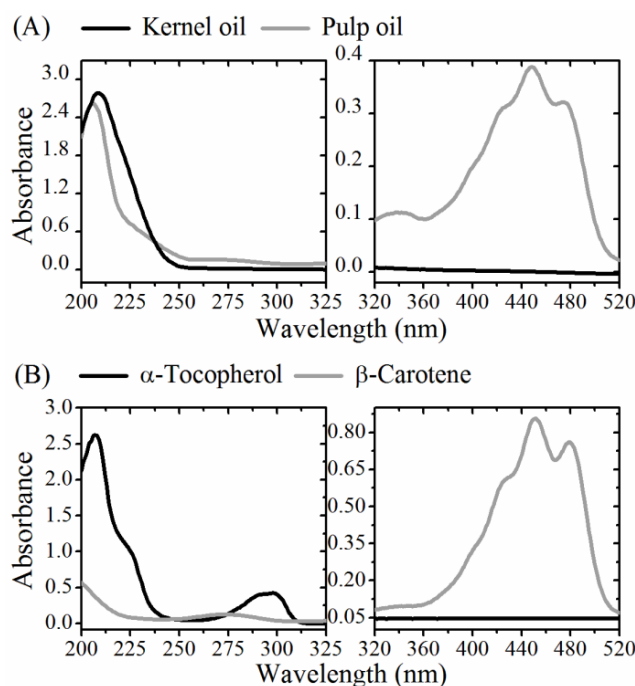 (A) Kernel oil Pulp oil
Absorbance
3.0
2.4
1.8
1.2
0.6
0.0
200 225 250 275 300 325
0.4
0.3
0.2
0.1
0.0
320 360 400 440 480 520
Wavelength (nm)
(B) α-Tocopherol β-Carotene
Absorbance
3.0
2.5
2.0
1.5
1.0
0.5
0.0
200 225 250 275 300 325
0.80
0.65
0.50
0.35
0.20
0.05
320 360 400 440 480 520
Wavelength (nm)